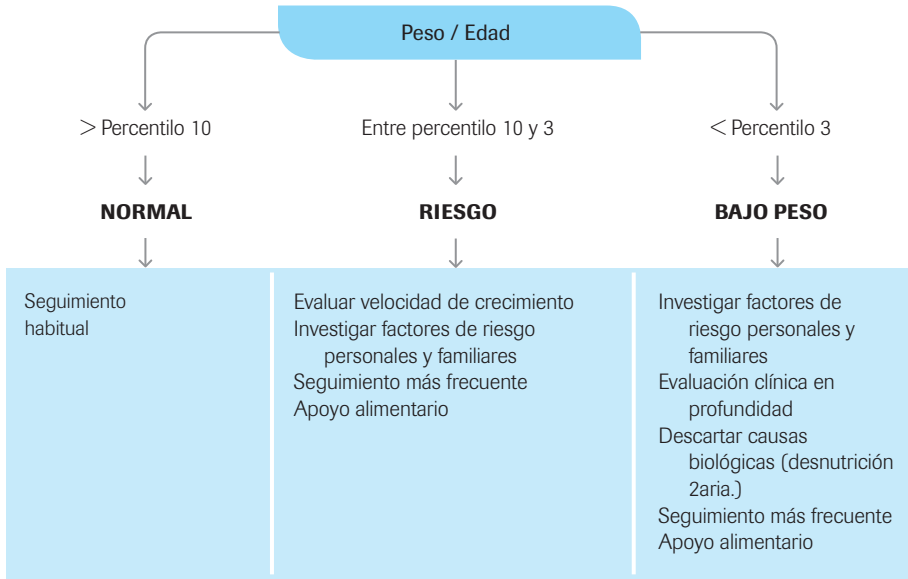 Peso / Edad
> Percentilo 10
Entre percentilo 10 y 3
< Percentilo 3
NORMAL
RIESGO
BAJO PESO
Seguimiento
habitual
Evaluar velocidad de crecimiento
Investigar factores de riesgo
personales y familiares
Seguimiento más frecuente
Apoyo alimentario
Investigar factores de
riesgo personales y
familiares
Evaluación clínica en
profundidad
Descartar causas
biológicas (desnutrición
2aria.)
Seguimiento más frecuente
Apoyo alimentario